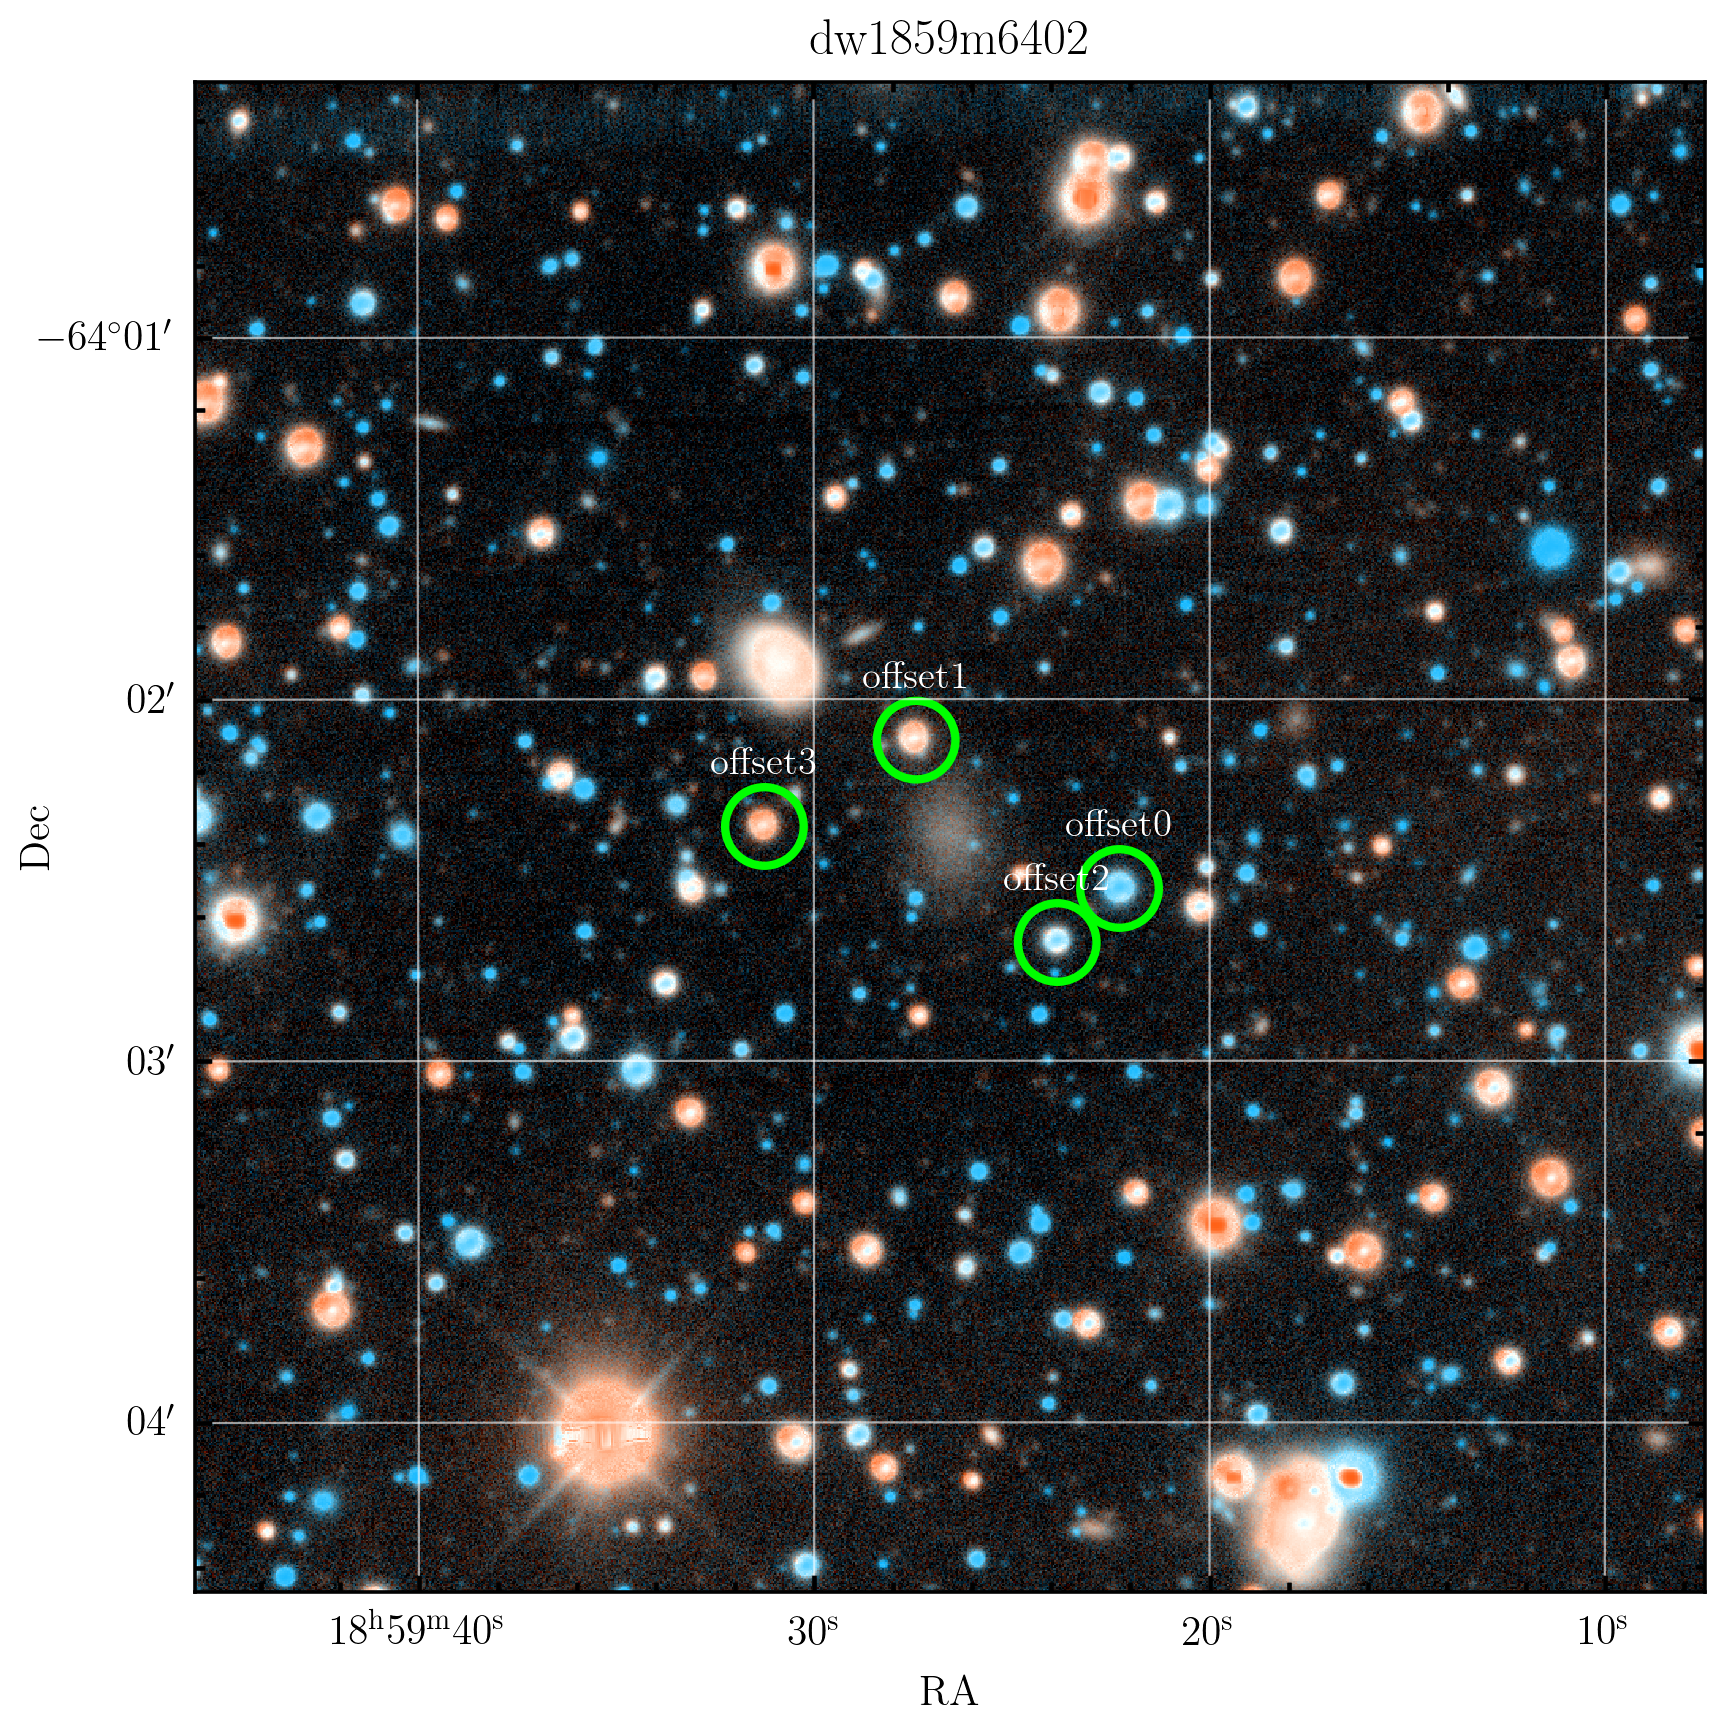 dw1859m6402
−64°01′
02′
03′
04′
Dec
offset1
offset3
offset0
offset2
18ʰ59ᵐ40ˢ
30ˢ
20ˢ
10ˢ
RA